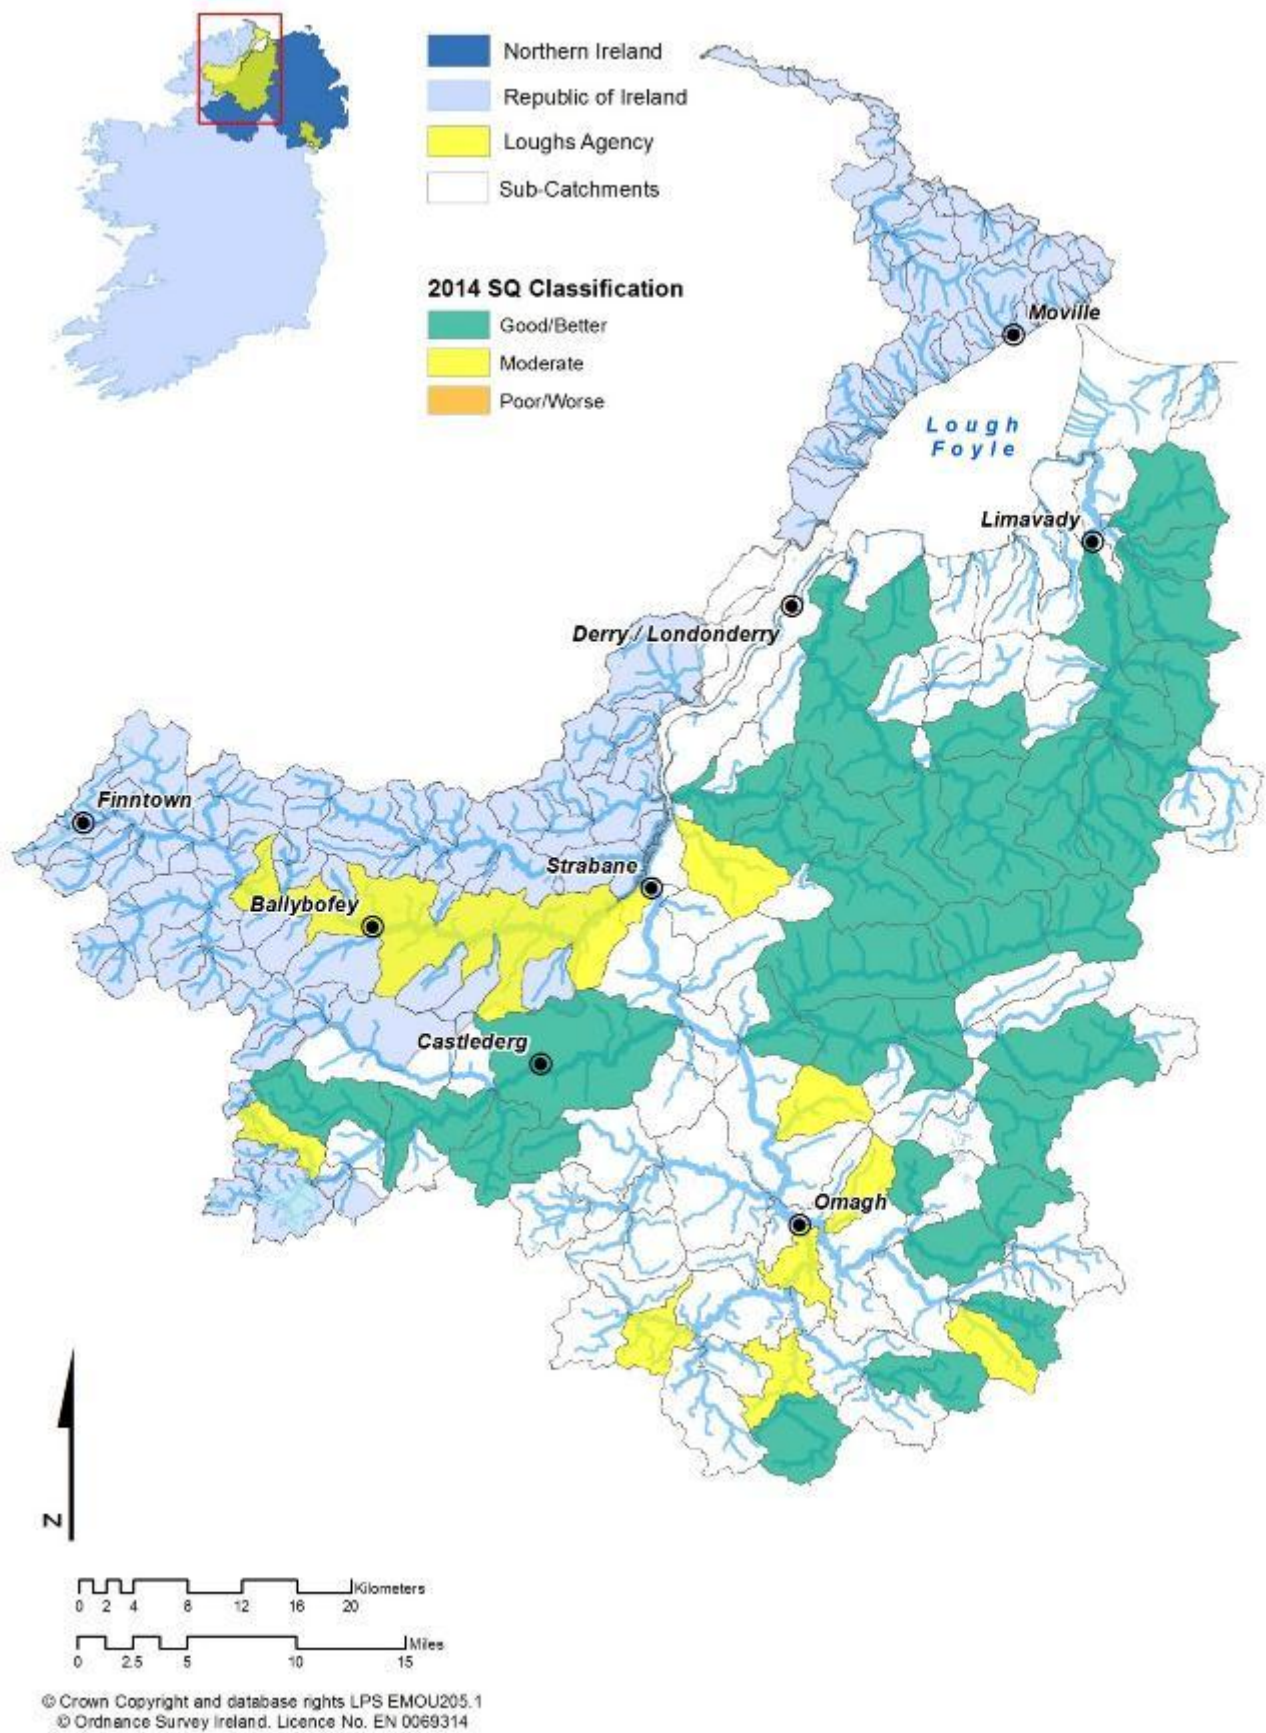 Northern Ireland
Republic of Ireland
Loughs Agency
Sub-Catchments
2014 SQ Classification
Good/Better
Moderate
Poor/Worse
Moville
Lough
Foyle
Limavady
Derry / Londonderry
Finntown
Strabane
Ballybofey
Castlederg
Omagh
N
Kilometers
0 2 4 8 12 16 20
Miles
0 2.5 5 10 15
© Crown Copyright and database rights LPS EMOU205.1
© Ordnance Survey Ireland. Licence No. EN 0069314